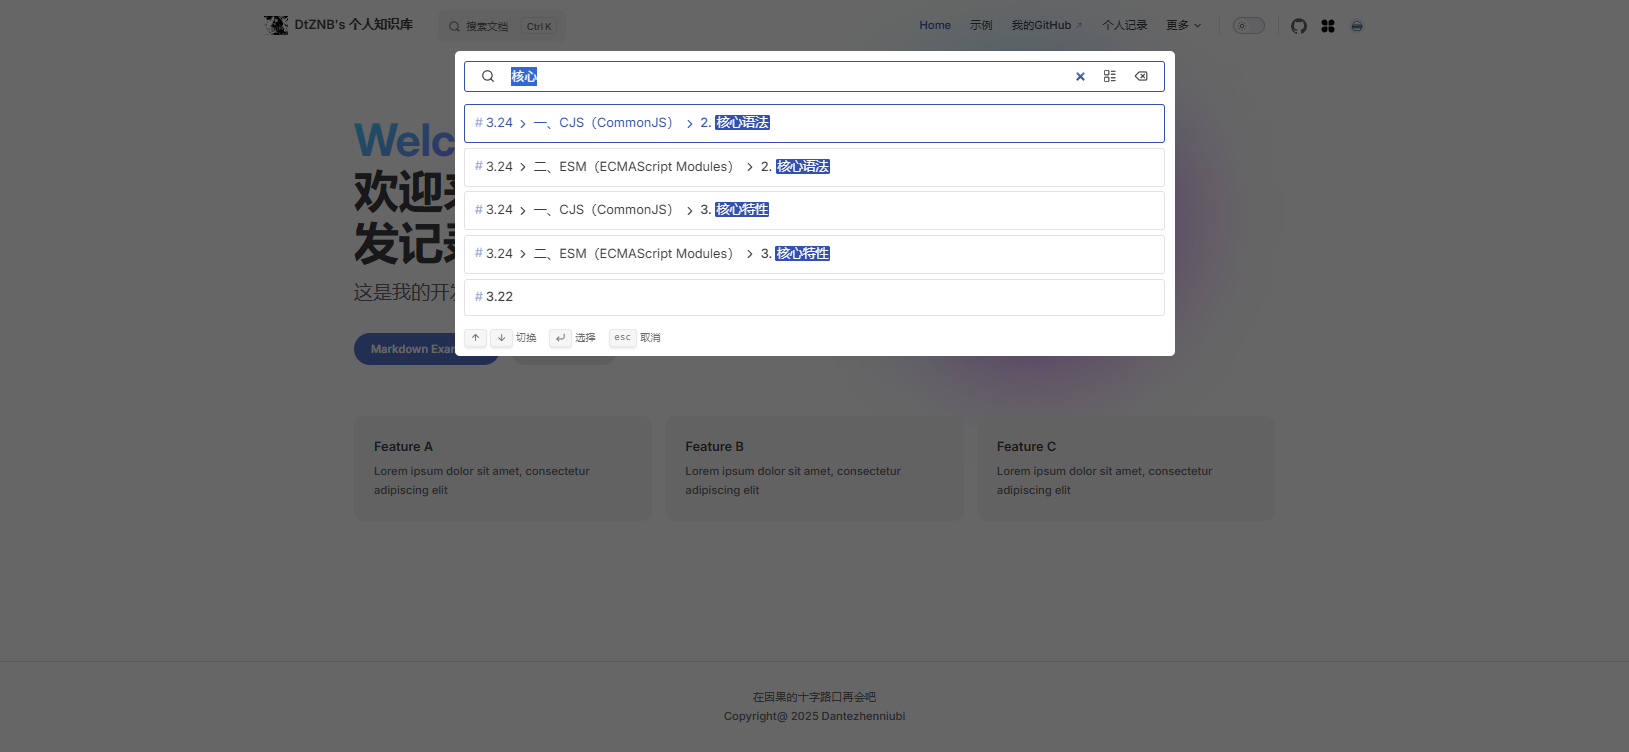 DtZNB's 个人知识库 搜索文档 Ctrl K Home 示例 我的GitHub 个人记录 更多
核心
# 3.24 > 一、CJS（CommonJS） > 2. 核心语法
# 3.24 > 二、ESM（ECMAScript Modules） > 2. 核心语法
# 3.24 > 一、CJS（CommonJS） > 3. 核心特性
# 3.24 > 二、ESM（ECMAScript Modules） > 3. 核心特性
# 3.22
切换 选择 esc 取消
Welc
欢迎
发记
这是我的开
Markdown Exa
Feature A
Lorem ipsum dolor sit amet, consectetur
adipiscing elit
Feature B
Lorem ipsum dolor sit amet, consectetur
adipiscing elit
Feature C
Lorem ipsum dolor sit amet, consectetur
adipiscing elit
在因果的十字路口再会吧
Copyright@ 2025 Dantezhenniubi